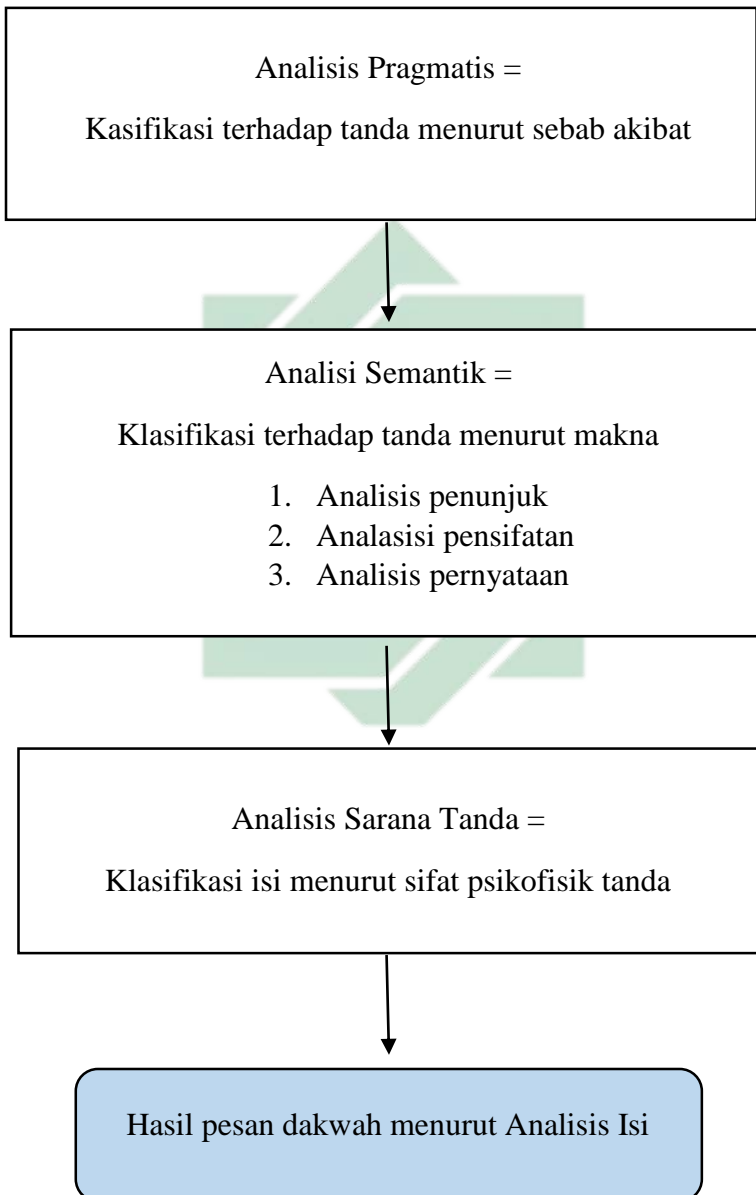 Analisis Pragmatis =
Kasifikasi terhadap tanda menurut sebab akibat
Analisi Semantik =
Klasifikasi terhadap tanda menurut makna
1. Analisis penunjuk
2. Analasisi pensifatan
3. Analisis pernyataan
Analisis Sarana Tanda =
Klasifikasi isi menurut sifat psikofisik tanda
Hasil pesan dakwah menurut Analisis Isi